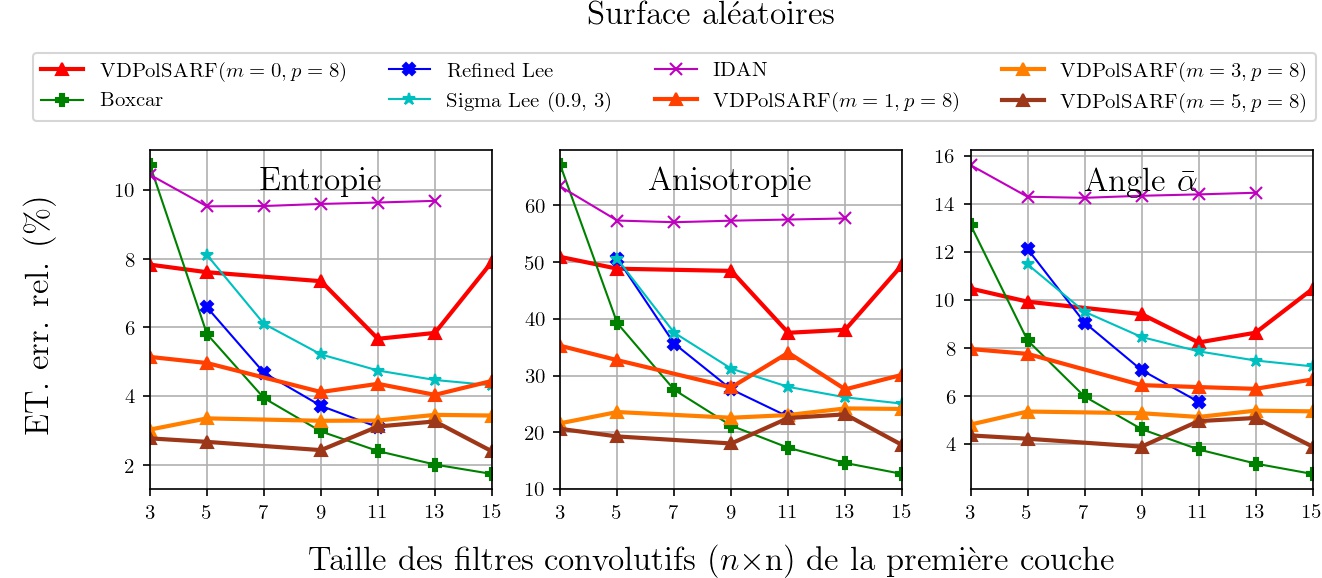 Surface aléatoires
VDPolSARF(m = 0, p = 8) Refined Lee IDAN VDPolSARF(m = 3, p = 8)
Boxcar Sigma Lee (0.9, 3) VDPolSARF(m = 1, p = 8) VDPolSARF(m = 5, p = 8)
ET. err. rel. (%)
Entropie
10
8
6
4
2
3 5 7 9 11 13 15
Anisotropie
60
50
40
30
20
10
3 5 7 9 11 13 15
Angle ᾱ
16
14
12
10
8
6
4
3 5 7 9 11 13 15
Taille des filtres convolutifs (n×n) de la première couche